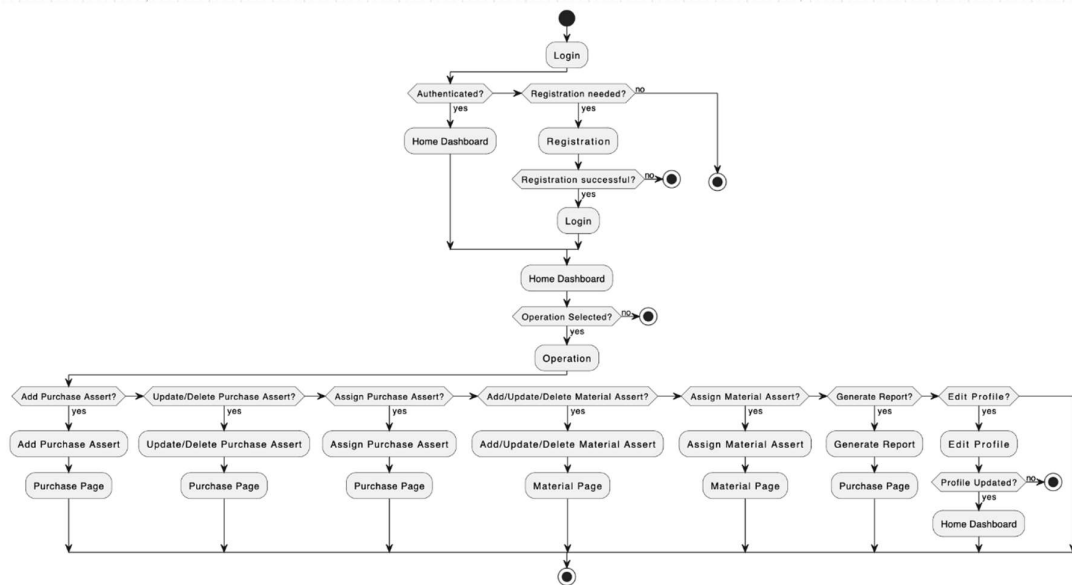 Login
Authenticated?
Registration needed?
no
yes
yes
Home Dashboard
Registration
Registration successful?
no
yes
Login
Home Dashboard
Operation Selected?
no
yes
Operation
Add Purchase Assert?
Update/Delete Purchase Assert?
Assign Purchase Assert?
Add/Update/Delete Material Assert?
Assign Material Assert?
Generate Report?
Edit Profile?
yes
yes
yes
yes
yes
yes
yes
Add Purchase Assert
Update/Delete Purchase Assert
Assign Purchase Assert
Add/Update/Delete Material Assert
Assign Material Assert
Generate Report
Edit Profile
Purchase Page
Purchase Page
Purchase Page
Material Page
Material Page
Purchase Page
Profile Updated?
no
yes
Home Dashboard